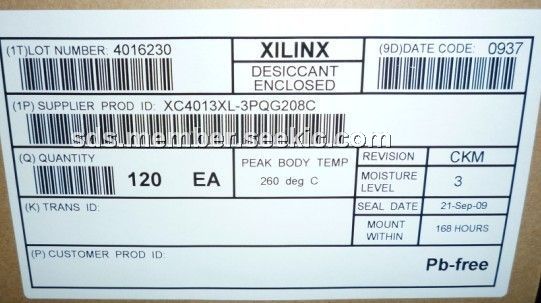 (1T)LOT NUMBER: 4016230
XILINX
DESICCANT
ENCLOSED
(9D)DATE CODE: 0937
(1P) SUPPLIER PROD ID: XC4013XL-3PQG208C
sds.memberseekic.com
(Q) QUANTITY
120 EA
PEAK BODY TEMP
260 deg C
REVISION CKM
MOISTURE
LEVEL 3
SEAL DATE 21-Sep-09
MOUNT
WITHIN 168 HOURS
(K) TRANS ID:
(P) CUSTOMER PROD ID:
Pb-free